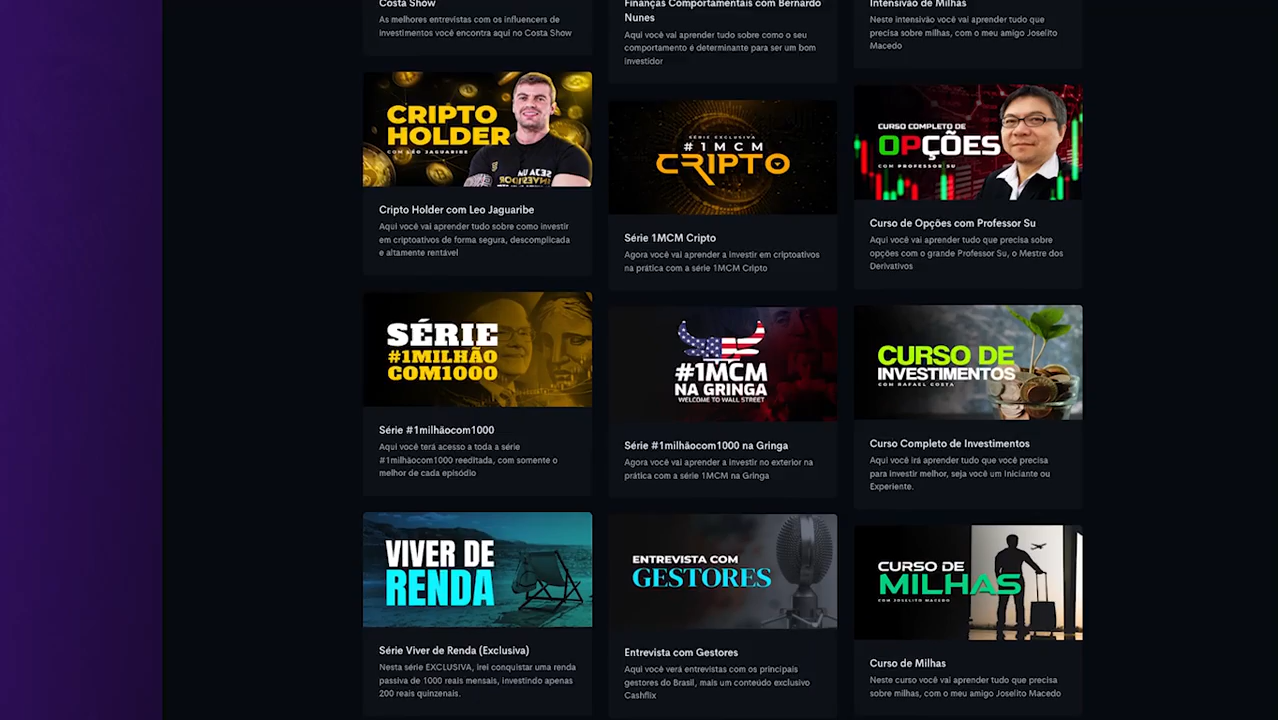 Costa Show
As melhores entrevistas com os influencers de
investimentos você encontra aqui no Costa Show
Finanças Comportamentais com Bernardo
Nunes
Aqui você vai aprender tudo sobre como o seu
comportamento é determinante para ser um bom
investidor
Intensivão de Milhas
Neste intensivão você vai aprender tudo que
precisa sobre milhas, com o meu amigo Joselito
Macedo
CRIPTO
HOLDER
COM LÉO JAGUARIBE
SEJA UM
INVESTIDOR
Cripto Holder com Leo Jaguaribe
Aqui você vai aprender tudo sobre como investir
em criptoativos de forma segura, descomplicada
e altamente rentável
SÉRIE EXCLUSIVA
#1MCM
CRIPTO
Série 1MCM Cripto
Agora você vai aprender a investir em criptoativos
na prática com a série 1MCM Cripto
CURSO COMPLETO DE
OPÇÕES
COM PROFESSOR SU
Curso de Opções com Professor Su
Aqui você vai aprender tudo que precisa sobre
opções com o grande Professor Su, o Mestre dos
Derivativos
SÉRIE
#1MILHÃO
COM1000
Série #1milhãocom1000
Aqui você terá acesso a toda a série
#1milhãocom1000 reeditada, com somente o
melhor de cada episódio
#1MCM
NA GRINGA
WELCOME TO WALL STREET
Série #1milhãocom1000 na Gringa
Agora você vai aprender a investir no exterior na
prática com a série 1MCM na Gringa
CURSO DE
INVESTIMENTOS
COM RAFAEL COSTA
Curso Completo de Investimentos
Aqui você irá aprender tudo que você precisa
para investir melhor, seja você um Iniciante ou
Experiente.
VIVER DE
RENDA
Série Viver de Renda (Exclusiva)
Nesta série EXCLUSIVA, irei conquistar uma renda
passiva de 1000 reais mensais, investindo apenas
200 reais quinzenais.
ENTREVISTA COM
GESTORES
Entrevista com Gestores
Aqui você verá entrevistas com os principais
gestores do Brasil, mais um conteúdo exclusivo
Cashflix
CURSO DE
MILHAS
COM JOSELITO MACEDO
Curso de Milhas
Neste curso você vai aprender tudo que precisa
sobre milhas, com o meu amigo Joselito Macedo